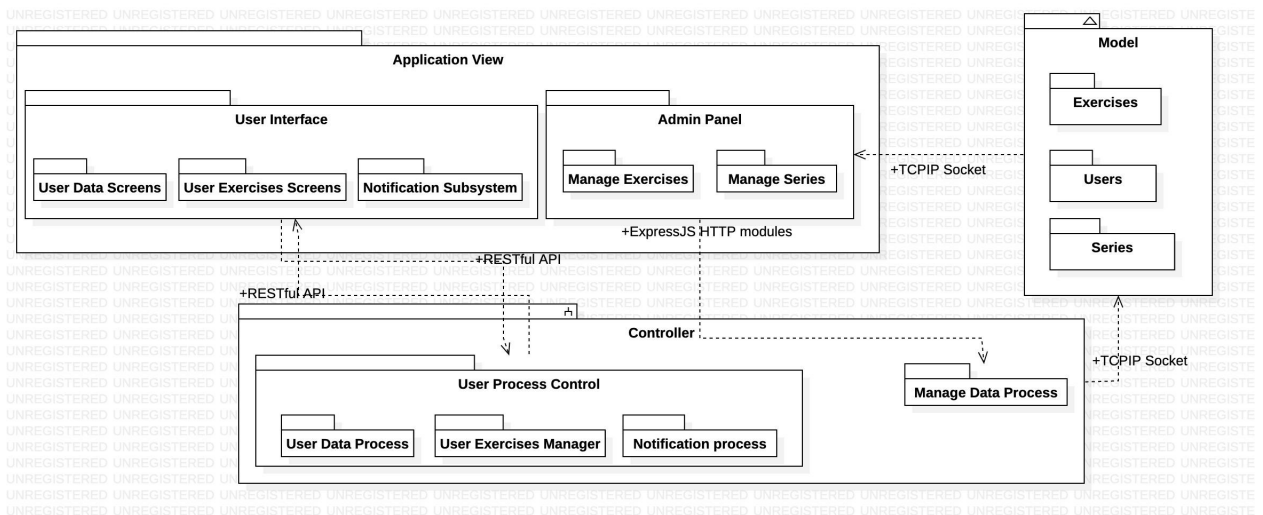 Application View
User Interface
User Data Screens
User Exercises Screens
Notification Subsystem
Admin Panel
Manage Exercises
Manage Series
Model
Exercises
Users
Series
+TCPIP Socket
+ExpressJS HTTP modules
+RESTful API
+RESTful API
Controller
User Process Control
User Data Process
User Exercises Manager
Notification process
Manage Data Process
+TCPIP Socket
UNREGISTERED